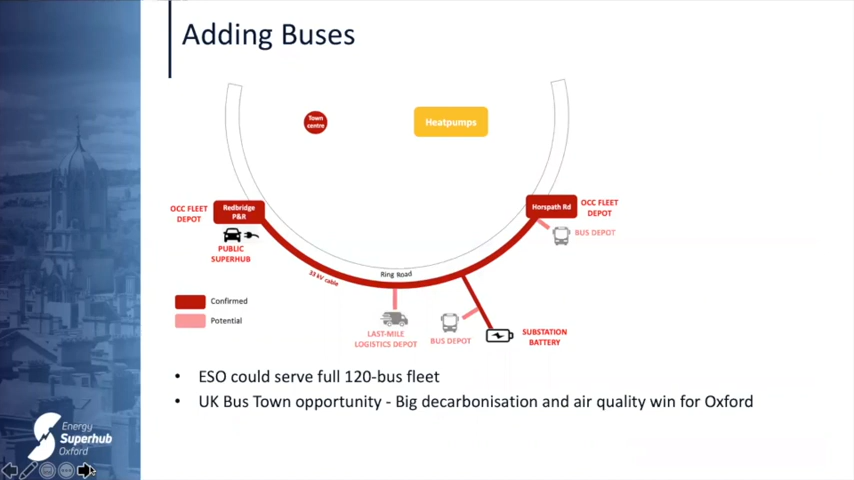 Adding Buses
Town
centre
Heatpumps
OCC FLEET
DEPOT
Redbridge
P&R
Horspath Rd
OCC FLEET
DEPOT
BUS DEPOT
PUBLIC
SUPERHUB
33 kV cable
Ring Road
Confirmed
Potential
LAST-MILE
LOGISTICS DEPOT
BUS DEPOT
SUBSTATION
BATTERY
• ESO could serve full 120-bus fleet
• UK Bus Town opportunity - Big decarbonisation and air quality win for Oxford
Energy
Superhub
Oxford